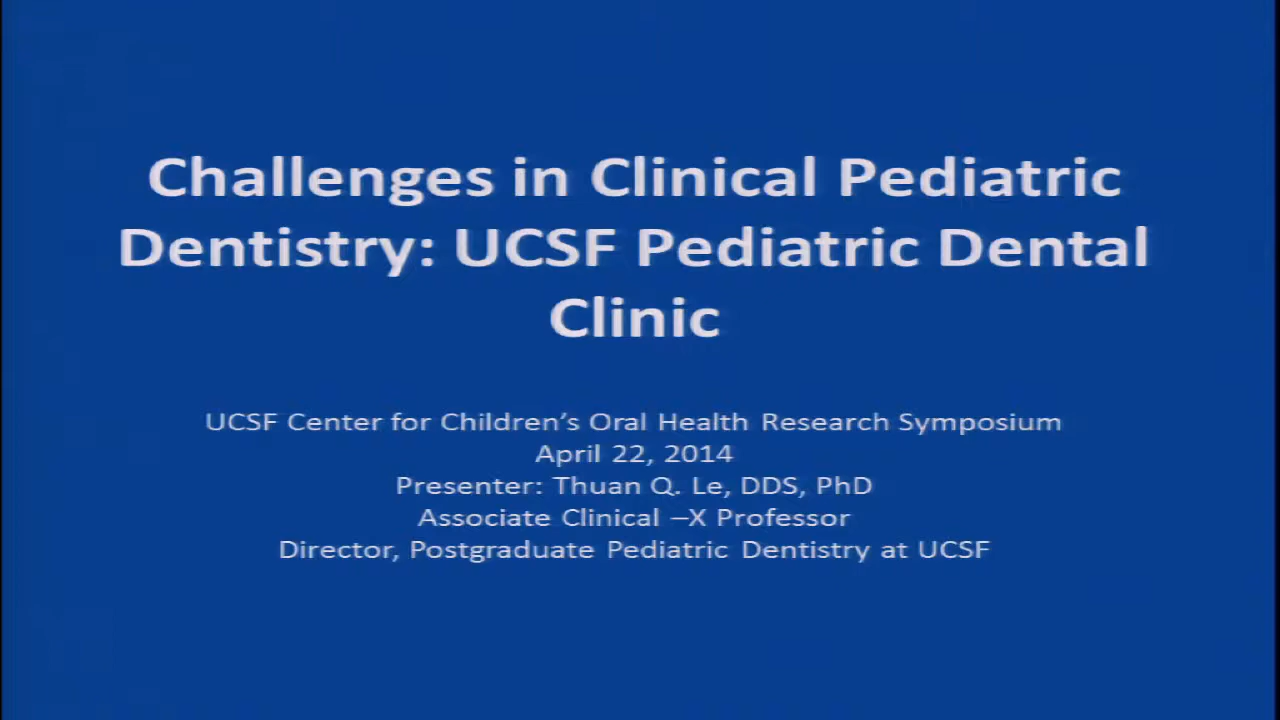 Challenges in Clinical Pediatric
Dentistry: UCSF Pediatric Dental
Clinic
UCSF Center for Children’s Oral Health Research Symposium
April 22, 2014
Presenter: Thuan Q. Le, DDS, PhD
Associate Clinical –X Professor
Director, Postgraduate Pediatric Dentistry at UCSF